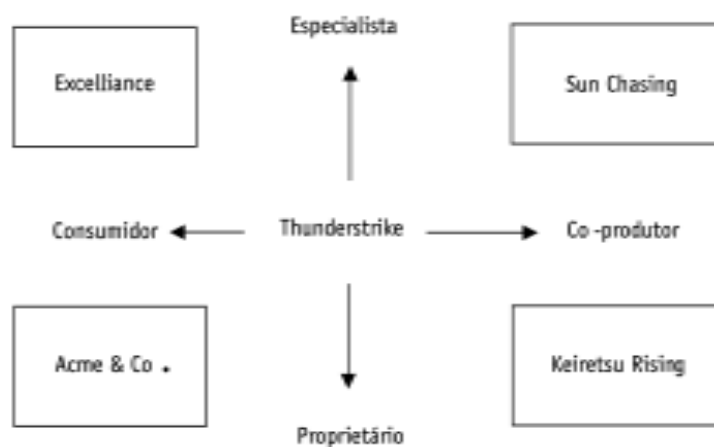 Especialista
Excelliance
Sun Chasing
Consumidor
Thunderstrike
Co-produtor
Acme & Co .
Keiretsu Rising
Proprietário